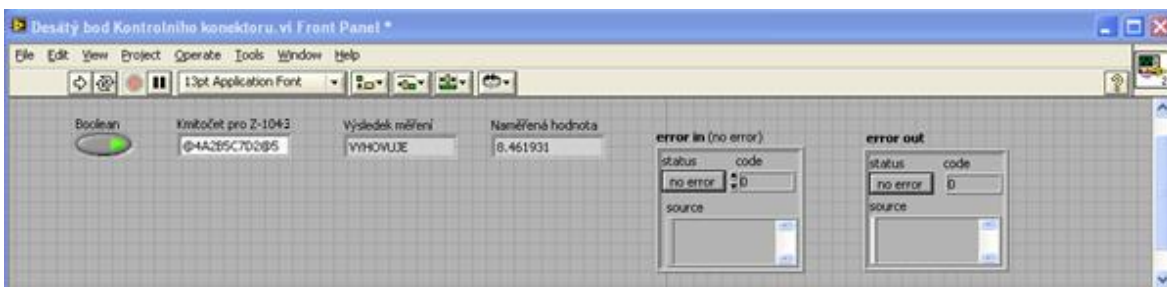 Desátý bod Kontrolního konektoru.vi Front Panel *
File Edit View Project Operate Tools Window Help
13pt Application Font
Boolean Kmitočet pro Z-1043 Výsledek měření Naměřená hodnota
@4A2B5C7D2@5 VYHOVUJE 8.461931
error in (no error) error out
status code status code
no error 0 no error 0
source source